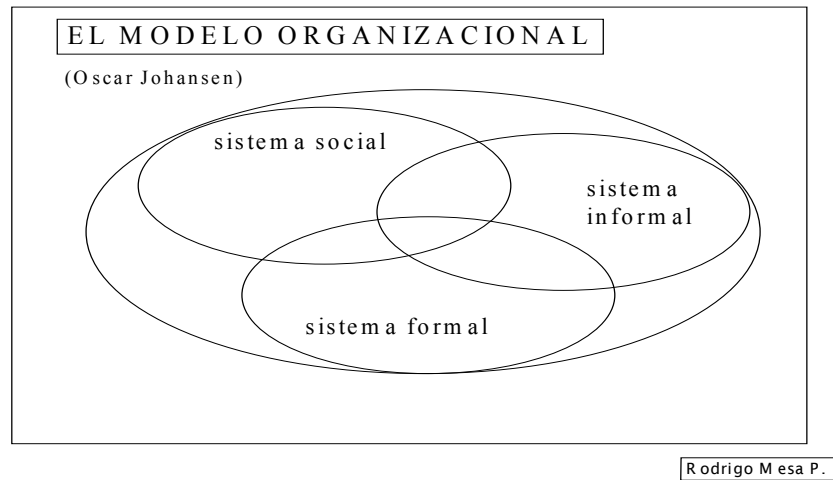 EL MODELO ORGANIZACIONAL
(Oscar Johansen)
sistema social
sistema
informal
sistema formal
Rodrigo Mesa P.